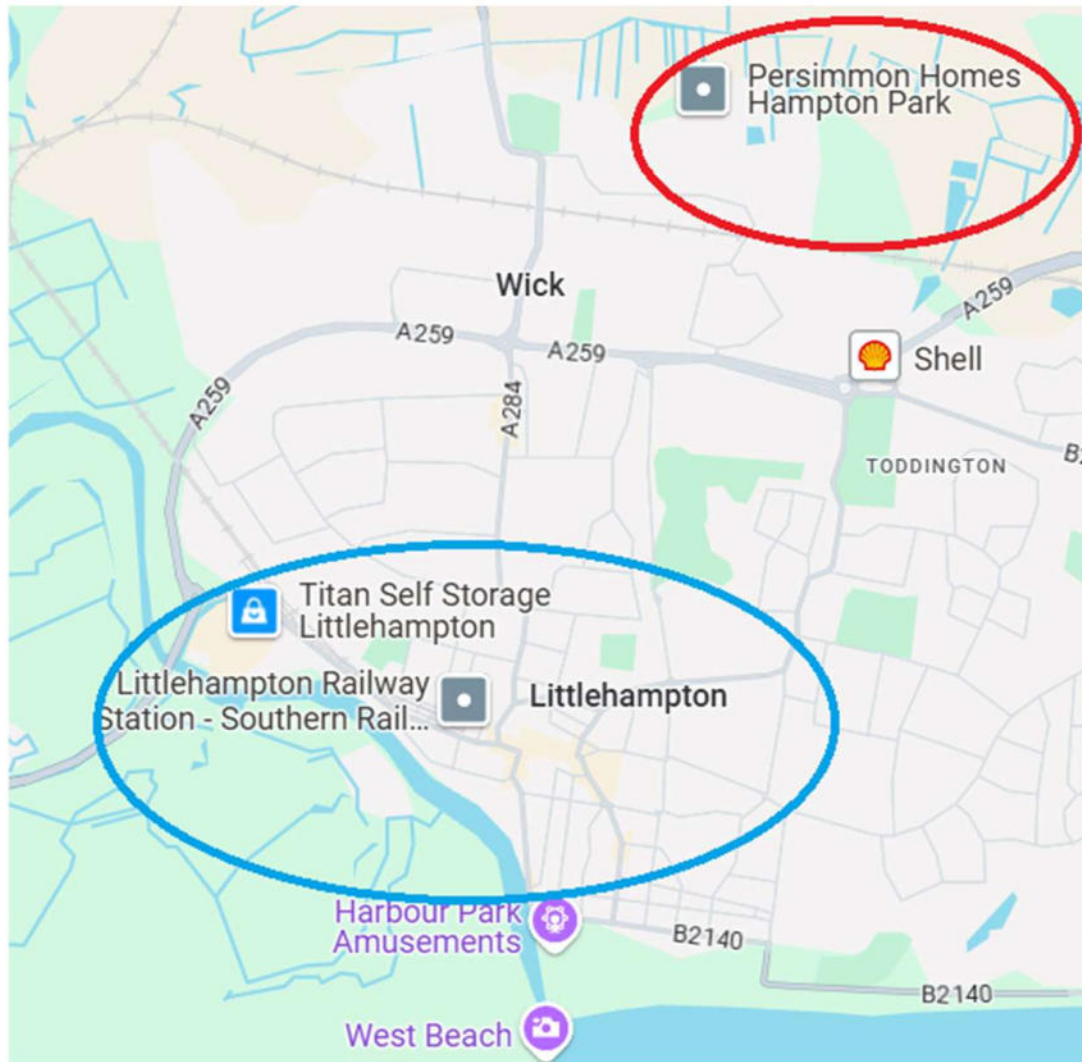 Persimmon Homes
Hampton Park
Wick
A259
A259
A259
Shell
A259
A284
TODDINGTON
Titan Self Storage
Littlehampton
Littlehampton Railway
Station - Southern Rail...
Littlehampton
Harbour Park
Amusements
B2140
B2140
West Beach